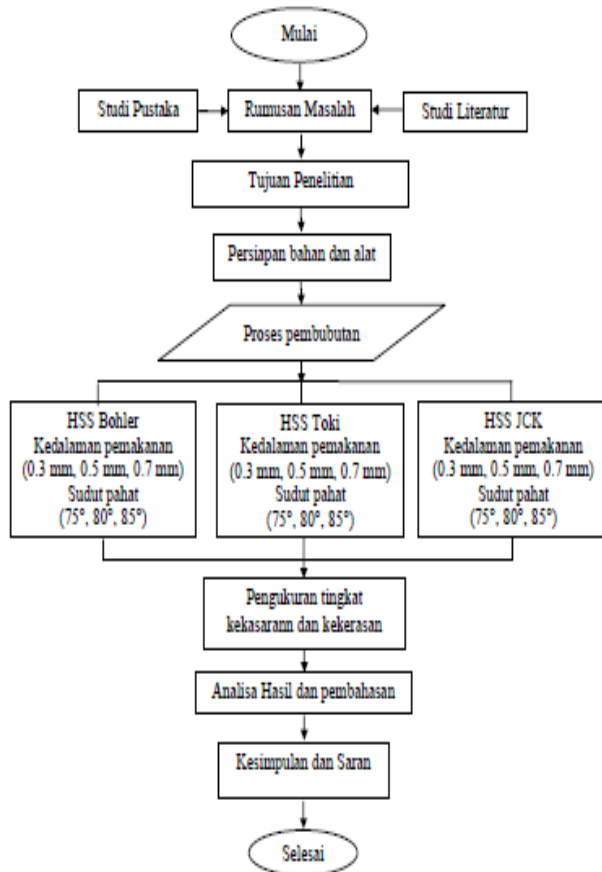 Mulai
Studi Pustaka
Rumusan Masalah
Studi Literatur
Tujuan Penelitian
Persiapan bahan dan alat
Proses pembubutan
HSS Bohler
Kedalaman pemakanan
(0.3 mm, 0.5 mm, 0.7 mm)
Sudut pahat
(75°, 80°, 85°)
HSS Toki
Kedalaman pemakanan
(0.3 mm, 0.5 mm, 0.7 mm)
Sudut pahat
(75°, 80°, 85°)
HSS JCK
Kedalaman pemakanan
(0.3 mm, 0.5 mm, 0.7 mm)
Sudut pahat
(75°, 80°, 85°)
Pengukuran tingkat
kekasarann dan kekerasan
Analisa Hasil dan pembahasan
Kesimpulan dan Saran
Selesai